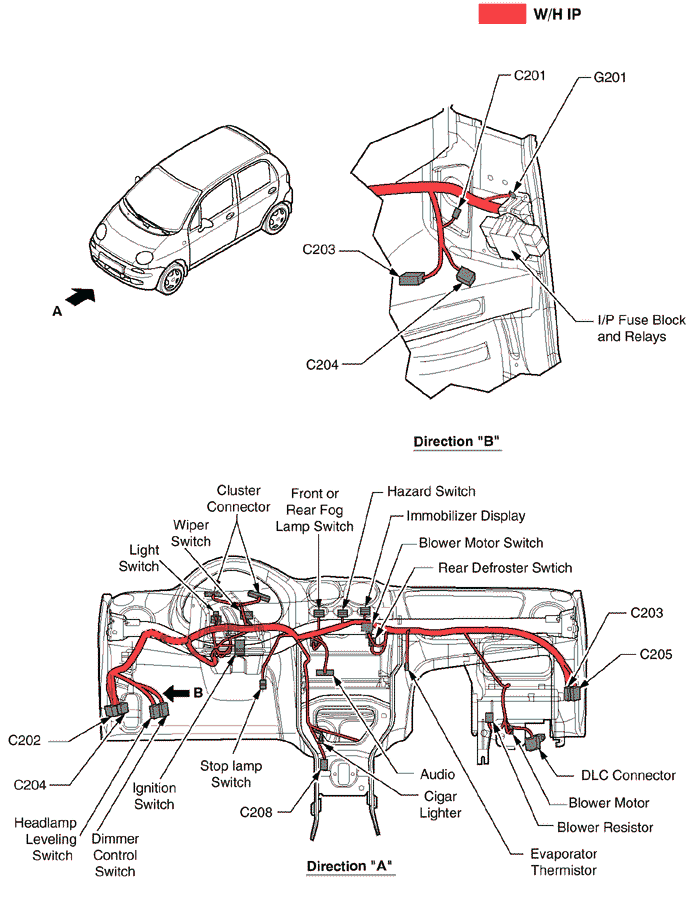 W/H IP
C201
G201
C203
I/P Fuse Block
and Relays
C204
Direction "B"
Cluster
Connector
Front or
Rear Fog
Lamp Switch
Hazard Switch
Immobilizer Display
Wiper
Switch
Blower Motor Switch
Light
Switch
Rear Defroster Swtich
A
C203
C205
B
C202
C204
Ignition
Switch
Stop lamp
Switch
Audio
Cigar
Lighter
C208
DLC Connector
Blower Motor
Blower Resistor
Headlamp
Leveling
Switch
Dimmer
Control
Switch
Evaporator
Thermistor
Direction "A"